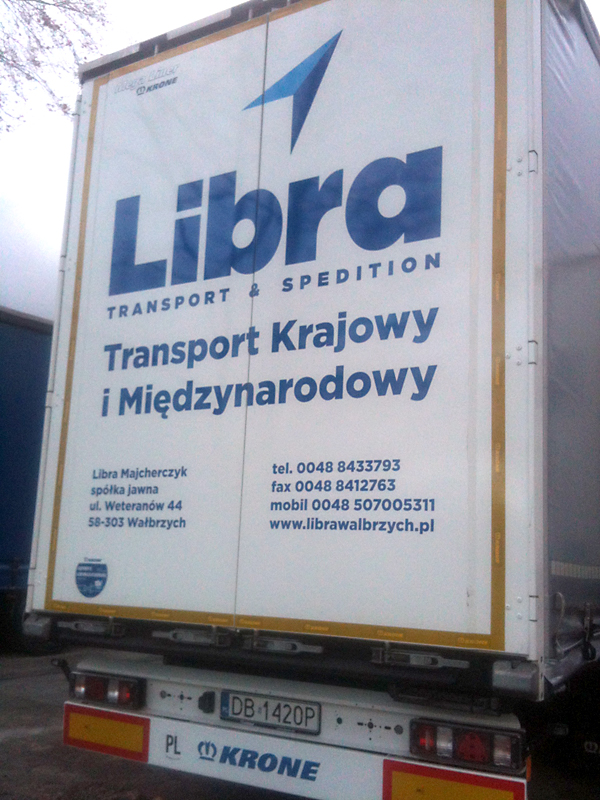 KRONE
Libra
TRANSPORT & SPEDITION
Transport Krajowy
i Międzynarodowy
Libra Majcherczyk
spółka jawna
ul. Weteranów 44
58-303 Wałbrzych
tel. 0048 8433793
fax 0048 8412763
mobil 0048 507005311
www.librawalbrzych.pl
DB 1420P
PL
KRONE